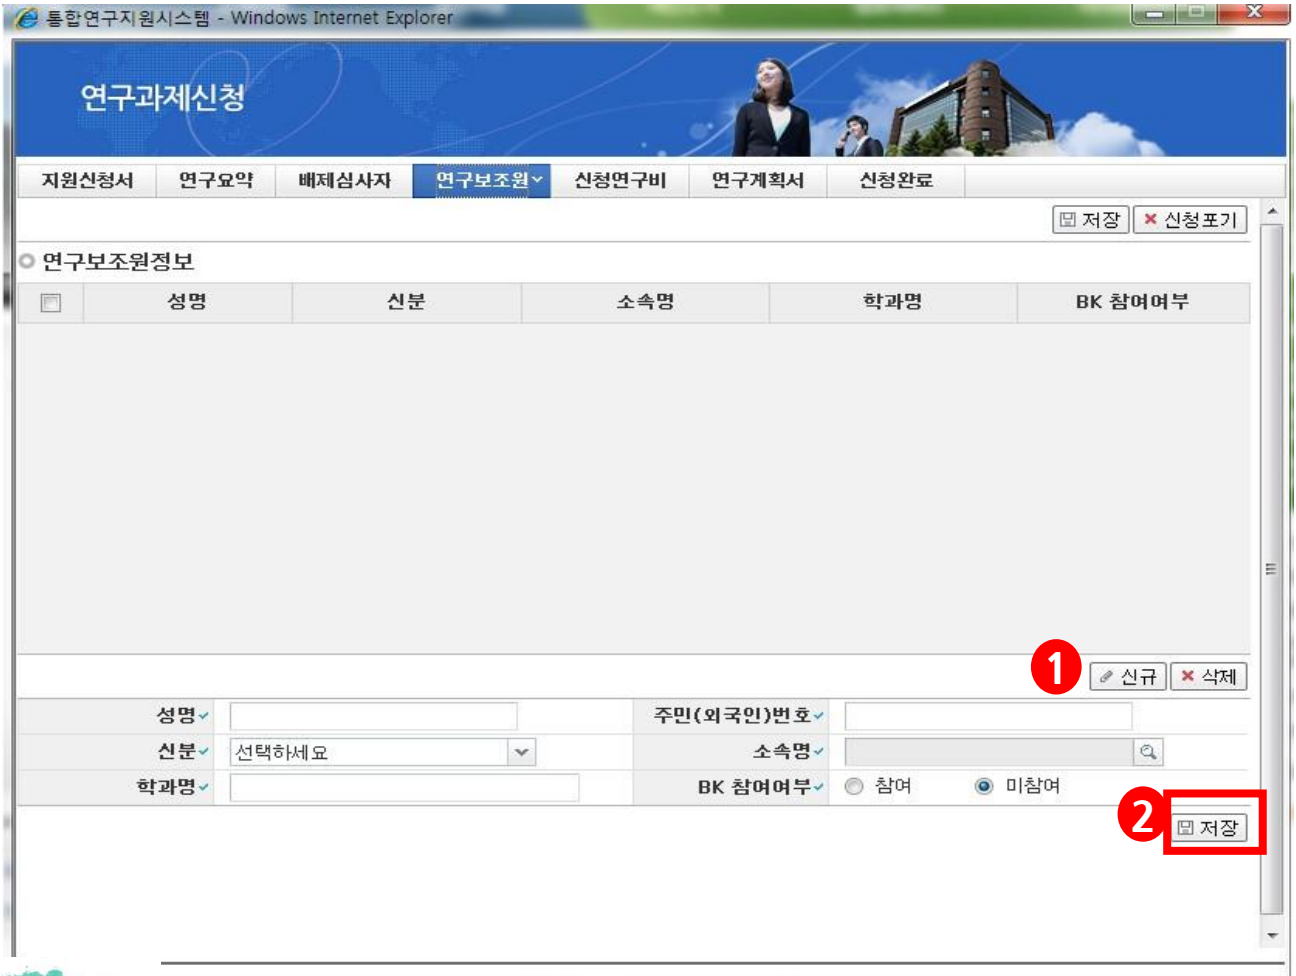 통합연구지원시스템 - Windows Internet Explorer
연구과제신청
지원신청서 연구요약 배제심사자 연구보조원 신청연구비 연구계획서 신청완료
저장 신청포기
연구보조원정보
성명 신분 소속명 학과명 BK 참여여부
1 신규 삭제
성명 주민(외국인)번호
신분 선택하세요 소속명
학과명 BK 참여여부 참여 미참여
2 저장